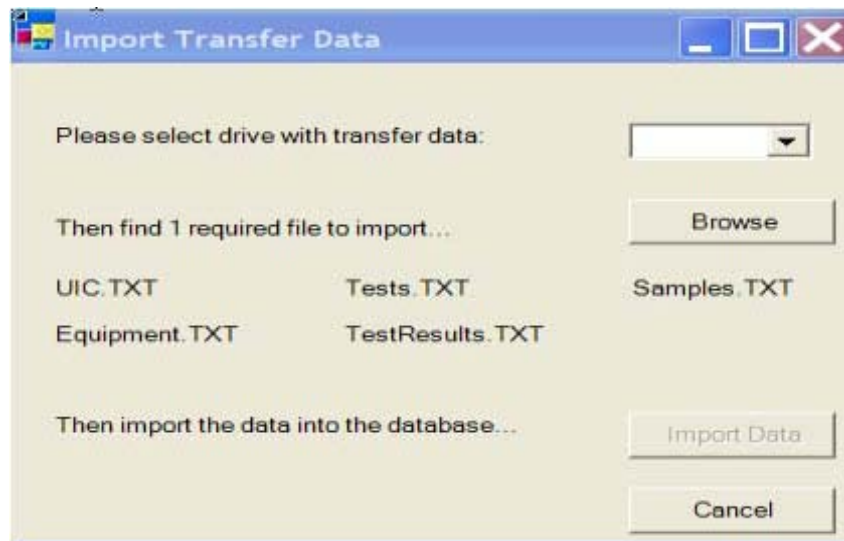 Import Transfer Data
Please select drive with transfer data:
Then find 1 required file to import...
Browse
UIC.TXT Tests.TXT Samples.TXT
Equipment.TXT TestResults.TXT
Then import the data into the database...
Import Data
Cancel